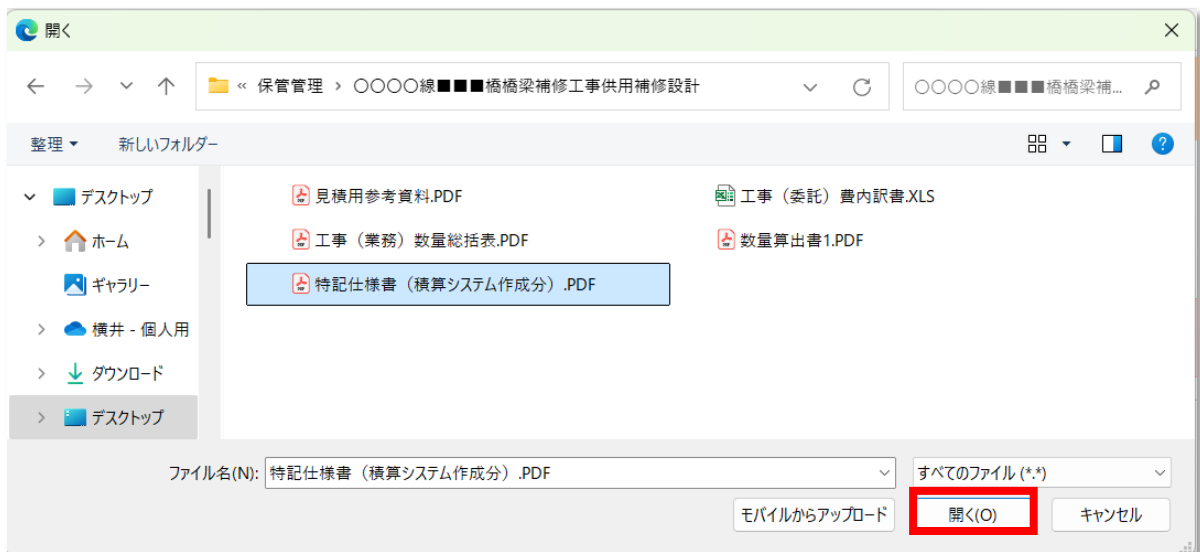 開く
« 保管管理 › 〇〇〇〇線■■■橋橋梁補修工事供用補修設計
〇〇〇〇線■■■橋橋梁補...
整理
新しいフォルダー
デスクトップ
ホーム
ギャラリー
横井 - 個人用
ダウンロード
デスクトップ
見積用参考資料.PDF
工事（委託）費内訳書.XLS
工事（業務）数量総括表.PDF
数量算出書1.PDF
特記仕様書（積算システム作成分）.PDF
ファイル名(N): 特記仕様書（積算システム作成分）.PDF
すべてのファイル (*.*)
モバイルからアップロード
開く(O)
キャンセル